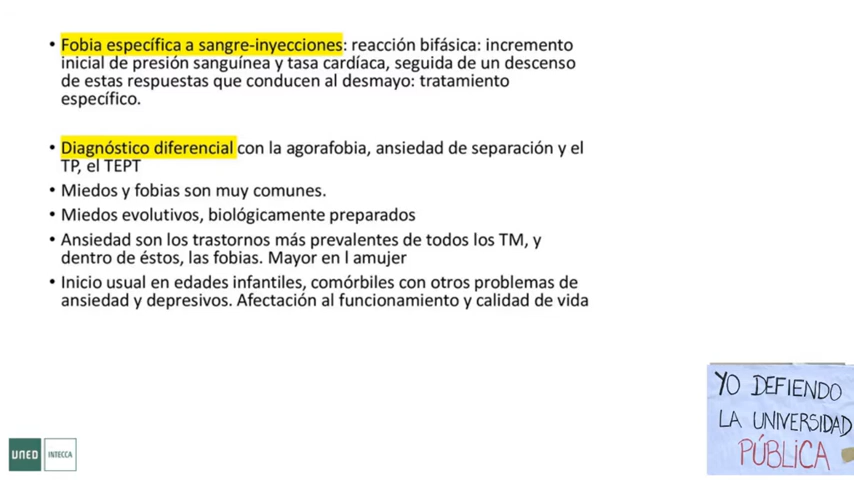 • Fobia específica a sangre-inyecciones: reacción bifásica: incremento
inicial de presión sanguínea y tasa cardíaca, seguida de un descenso
de estas respuestas que conducen al desmayo: tratamiento
específico.
• Diagnóstico diferencial con la agorafobia, ansiedad de separación y el
TP, el TEPT
• Miedos y fobias son muy comunes.
• Miedos evolutivos, biológicamente preparados
• Ansiedad son los trastornos más prevalentes de todos los TM, y
dentro de éstos, las fobias. Mayor en l amujer
• Inicio usual en edades infantiles, comórbiles con otros problemas de
ansiedad y depresivos. Afectación al funcionamiento y calidad de vida
YO DEFIENDO
LA UNIVERSIDAD
PÚBLICA
UNED INTECCA